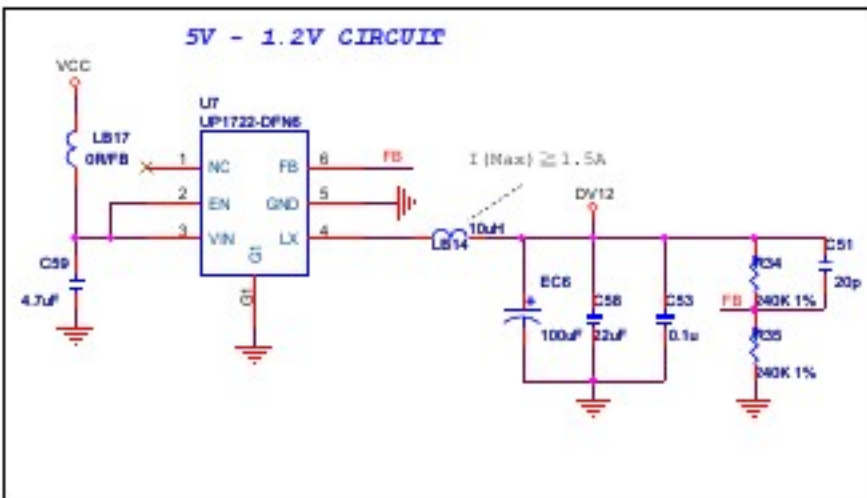 5V - 1.2V CIRCUIT
VCC
U7
UP1722-DFN6
LB17
0R/FB
1
NC
FB
6
FB
I(Max)≧1.5A
2
EN
GND
5
DV12
3
VIN
LX
4
10uH
LB14
C51
G1
G1
C59
4.7uF
EC6
100uF
C58
22uF
C53
0.1u
R34
20p
FB
240K 1%
R35
240K 1%